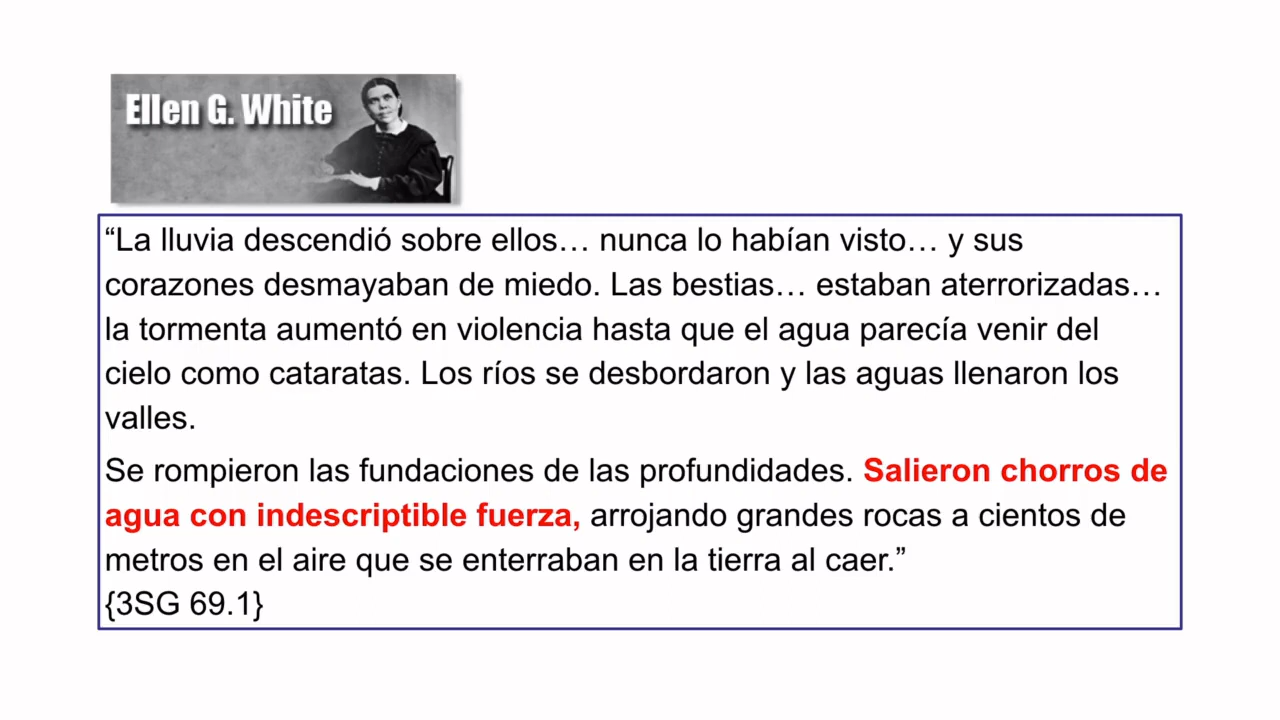 Ellen G. White
“La lluvia descendió sobre ellos… nunca lo habían visto… y sus
corazones desmayaban de miedo. Las bestias… estaban aterrorizadas…
la tormenta aumentó en violencia hasta que el agua parecía venir del
cielo como cataratas. Los ríos se desbordaron y las aguas llenaron los
valles.
Se rompieron las fundaciones de las profundidades. Salieron chorros de
agua con indescriptible fuerza, arrojando grandes rocas a cientos de
metros en el aire que se enterraban en la tierra al caer.”
{3SG 69.1}